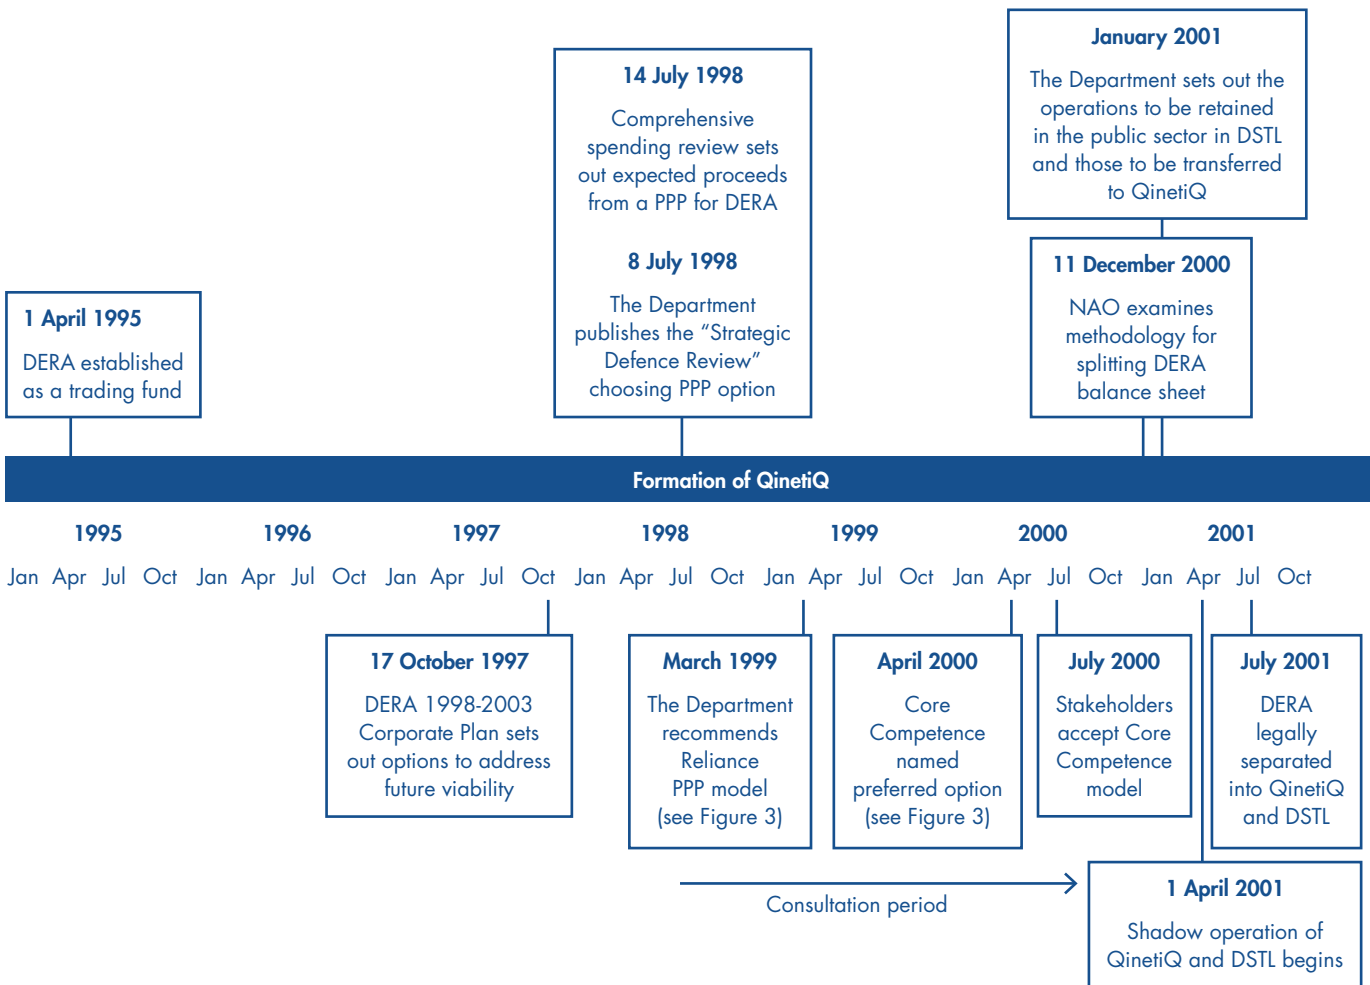 January 2001
The Department sets out the
operations to be retained
in the public sector in DSTL
and those to be transferred
to QinetiQ
14 July 1998
Comprehensive
spending review sets
out expected proceeds
from a PPP for DERA
8 July 1998
The Department
publishes the “Strategic
Defence Review”
choosing PPP option
11 December 2000
NAO examines
methodology for
splitting DERA
balance sheet
1 April 1995
DERA established
as a trading fund
Formation of QinetiQ
1995 1996 1997 1998 1999 2000 2001
Jan Apr Jul Oct Jan Apr Jul Oct Jan Apr Jul Oct Jan Apr Jul Oct Jan Apr Jul Oct Jan Apr Jul Oct Jan Apr Jul Oct
17 October 1997
DERA 1998-2003
Corporate Plan sets
out options to address
future viability
March 1999
The Department
recommends
Reliance
PPP model
(see Figure 3)
April 2000
Core
Competence
named
preferred option
(see Figure 3)
July 2000
Stakeholders
accept Core
Competence
model
July 2001
DERA
legally
separated
into QinetiQ
and DSTL
Consultation period
1 April 2001
Shadow operation of
QinetiQ and DSTL begins